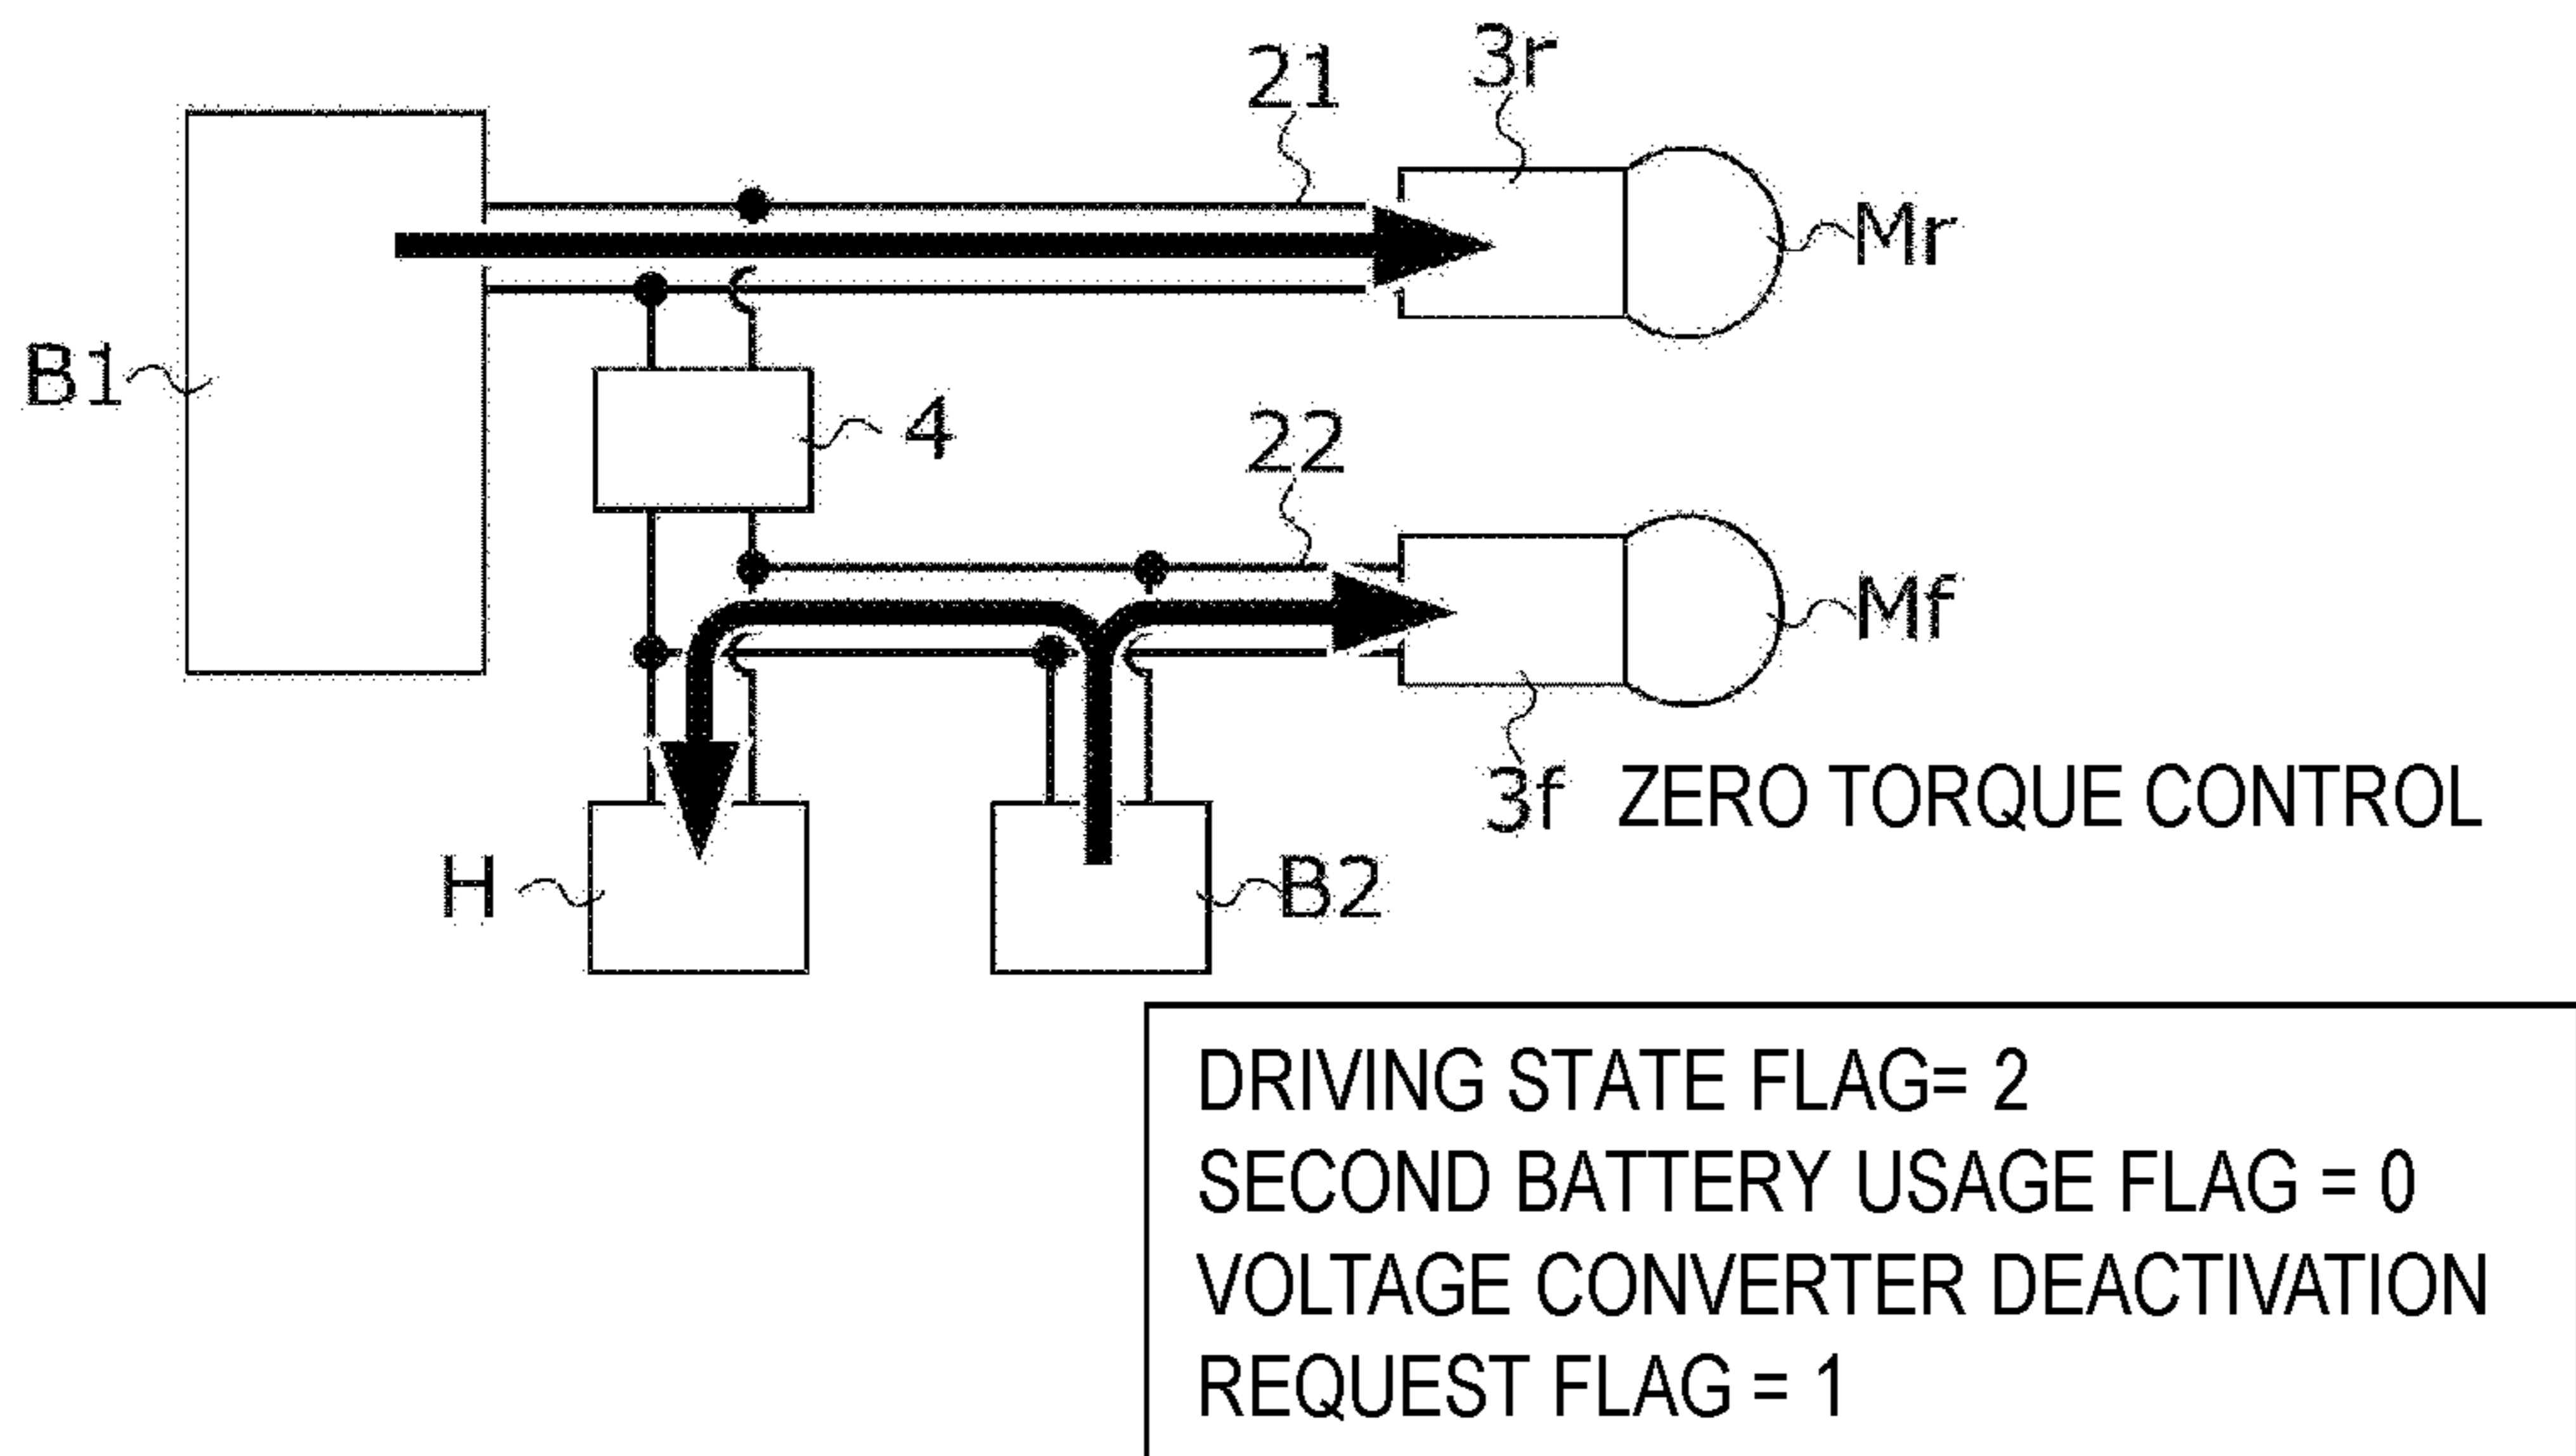 21
3r
Mr
B1
4
22
Mf
3f ZERO TORQUE CONTROL
H
B2
DRIVING STATE FLAG= 2
SECOND BATTERY USAGE FLAG = 0
VOLTAGE CONVERTER DEACTIVATION
REQUEST FLAG = 1